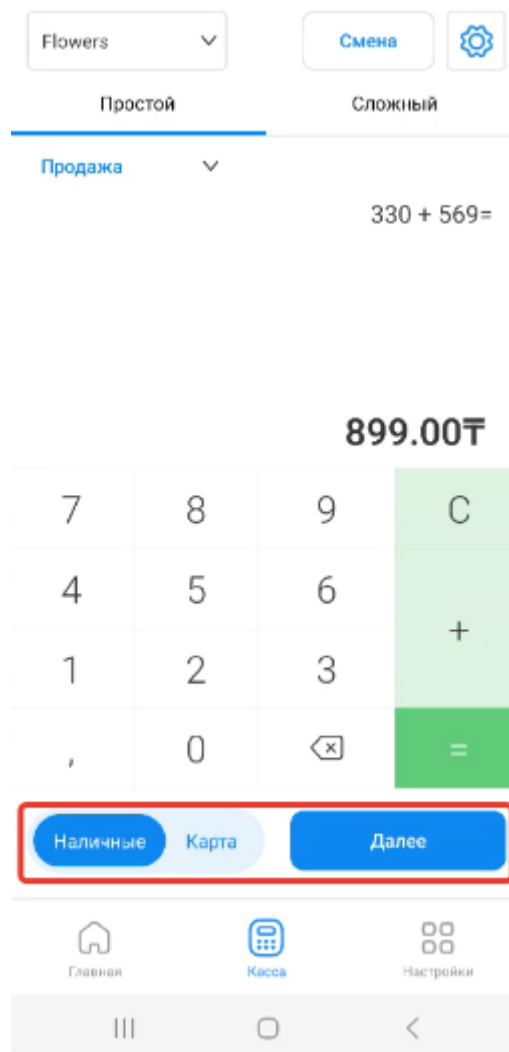 Flowers
Смена
Простой
Сложный
Продажа
330 + 569=
899.00₸
7 8 9 C
4 5 6
+
1 2 3
, 0 =
Наличные Карта Далее
Главная Касса Настройки